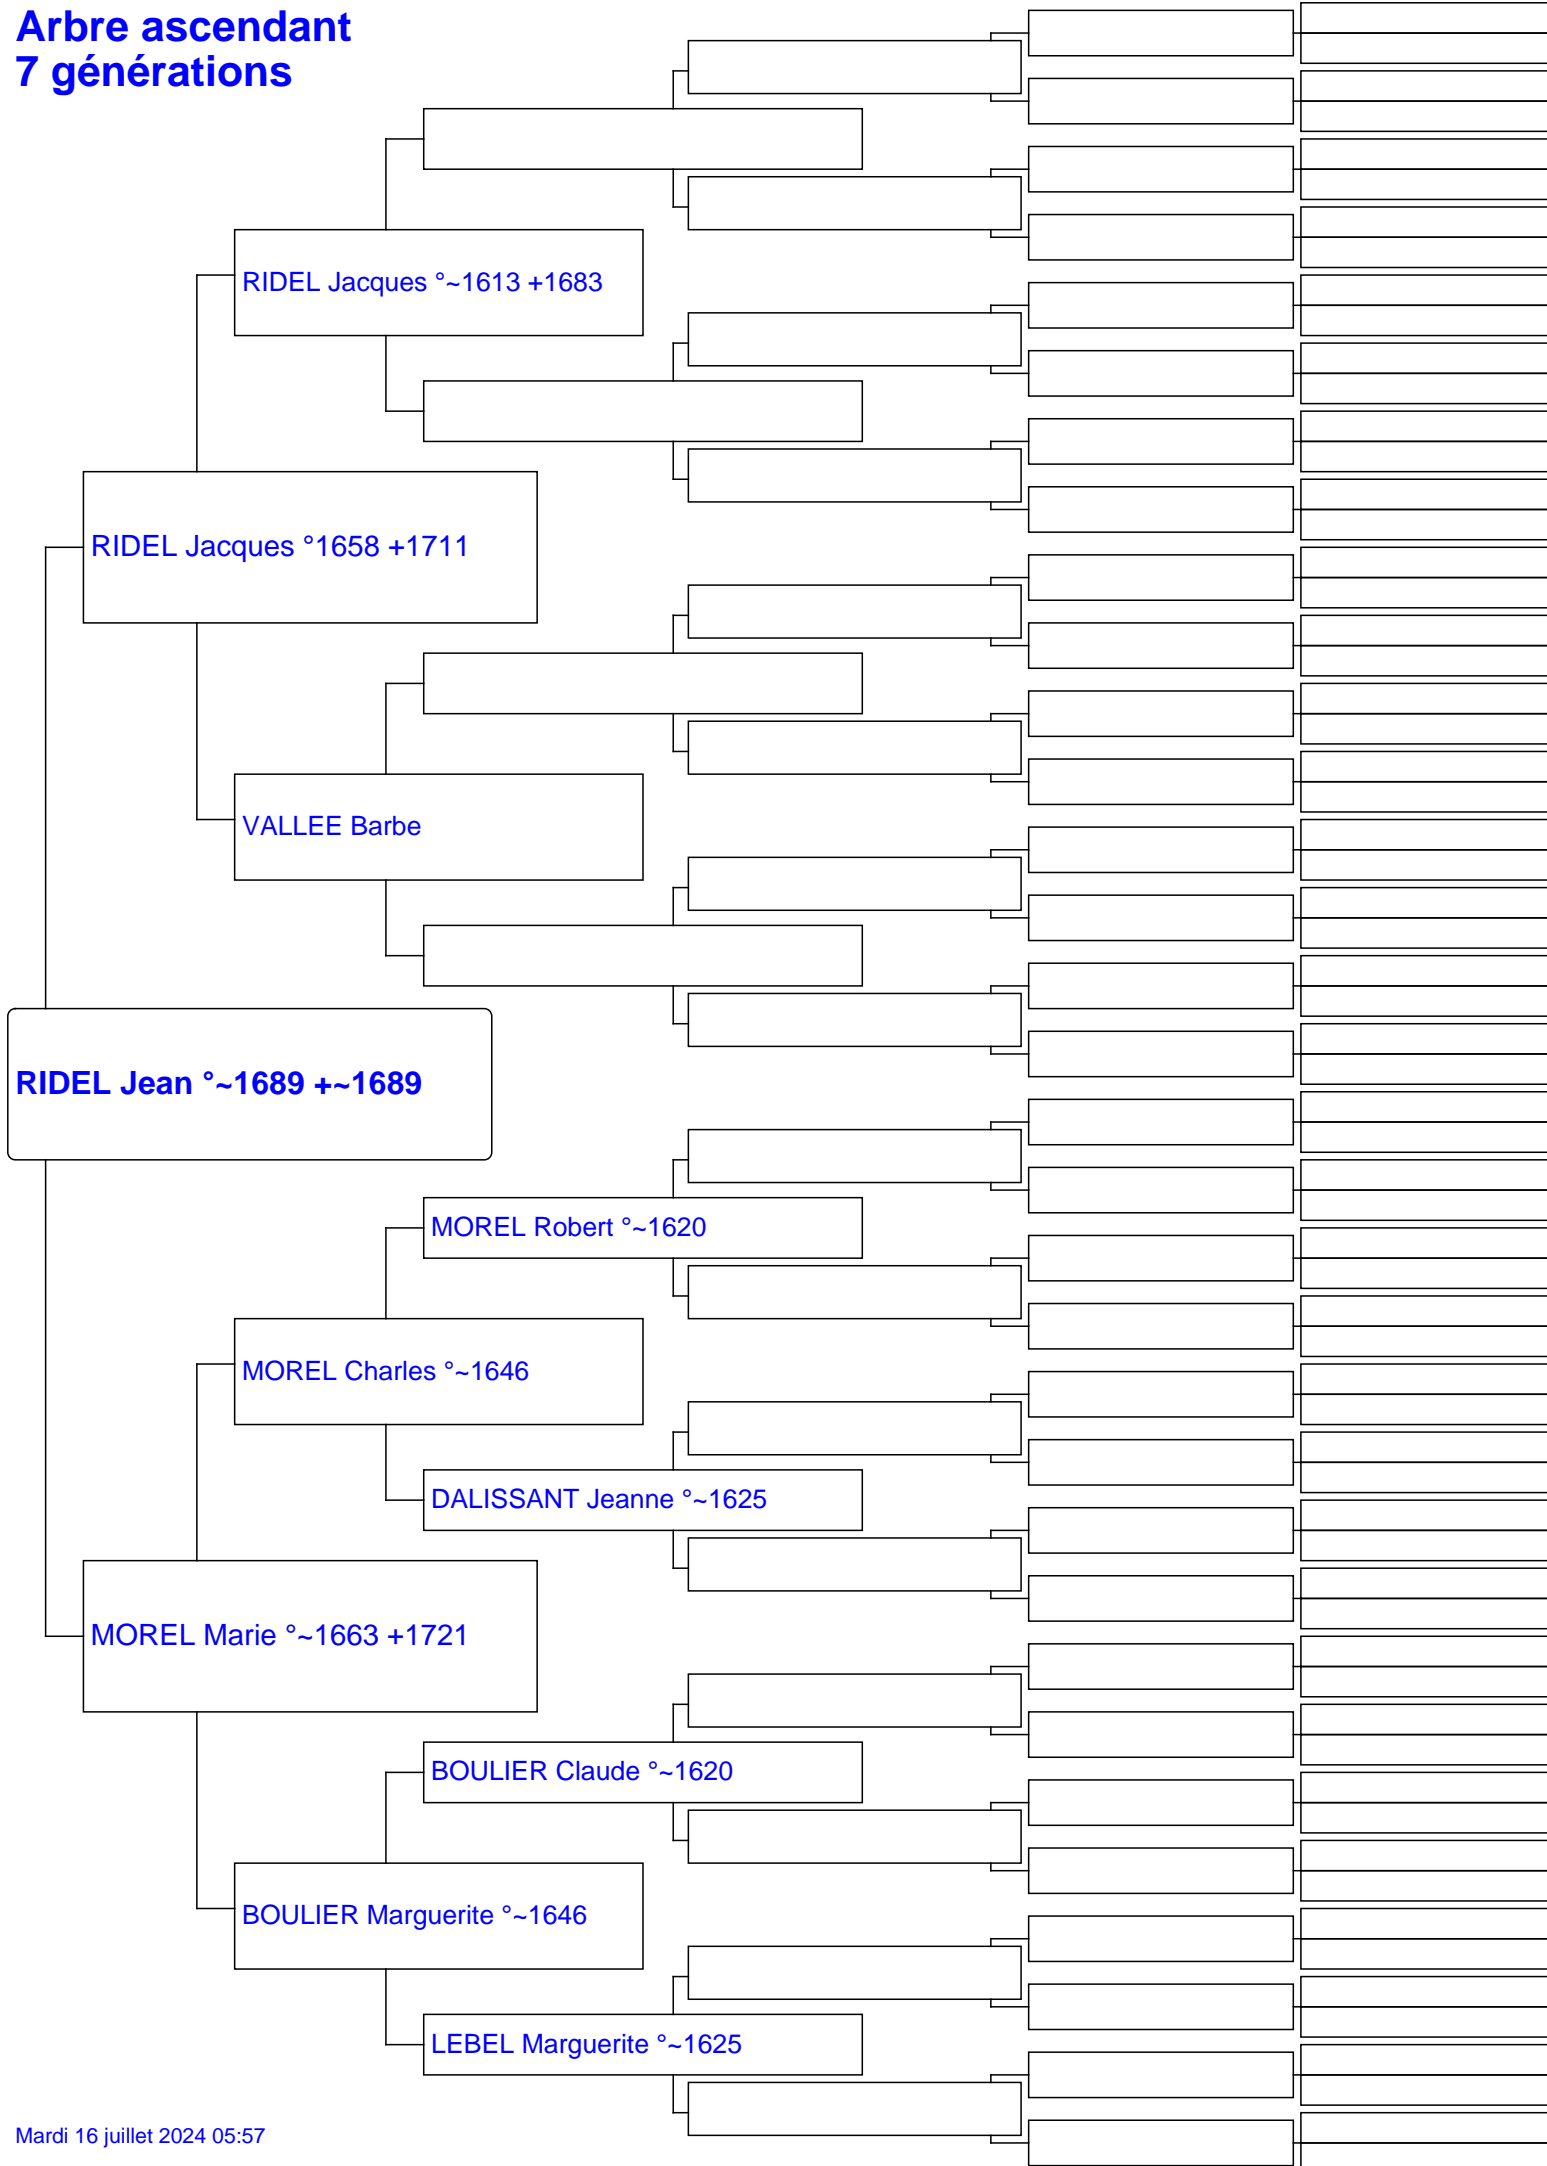 Arbre ascendant
7 générations
RIDEL Jacques °~1613 +1683
RIDEL Jacques °1658 +1711
VALLEE Barbe
RIDEL Jean °~1689 +~1689
MOREL Robert °~1620
MOREL Charles °~1646
DALISSANT Jeanne °~1625
MOREL Marie °~1663 +1721
BOULIER Claude °~1620
BOULIER Marguerite °~1646
LEBEL Marguerite °~1625
Mardi 16 juillet 2024 05:57